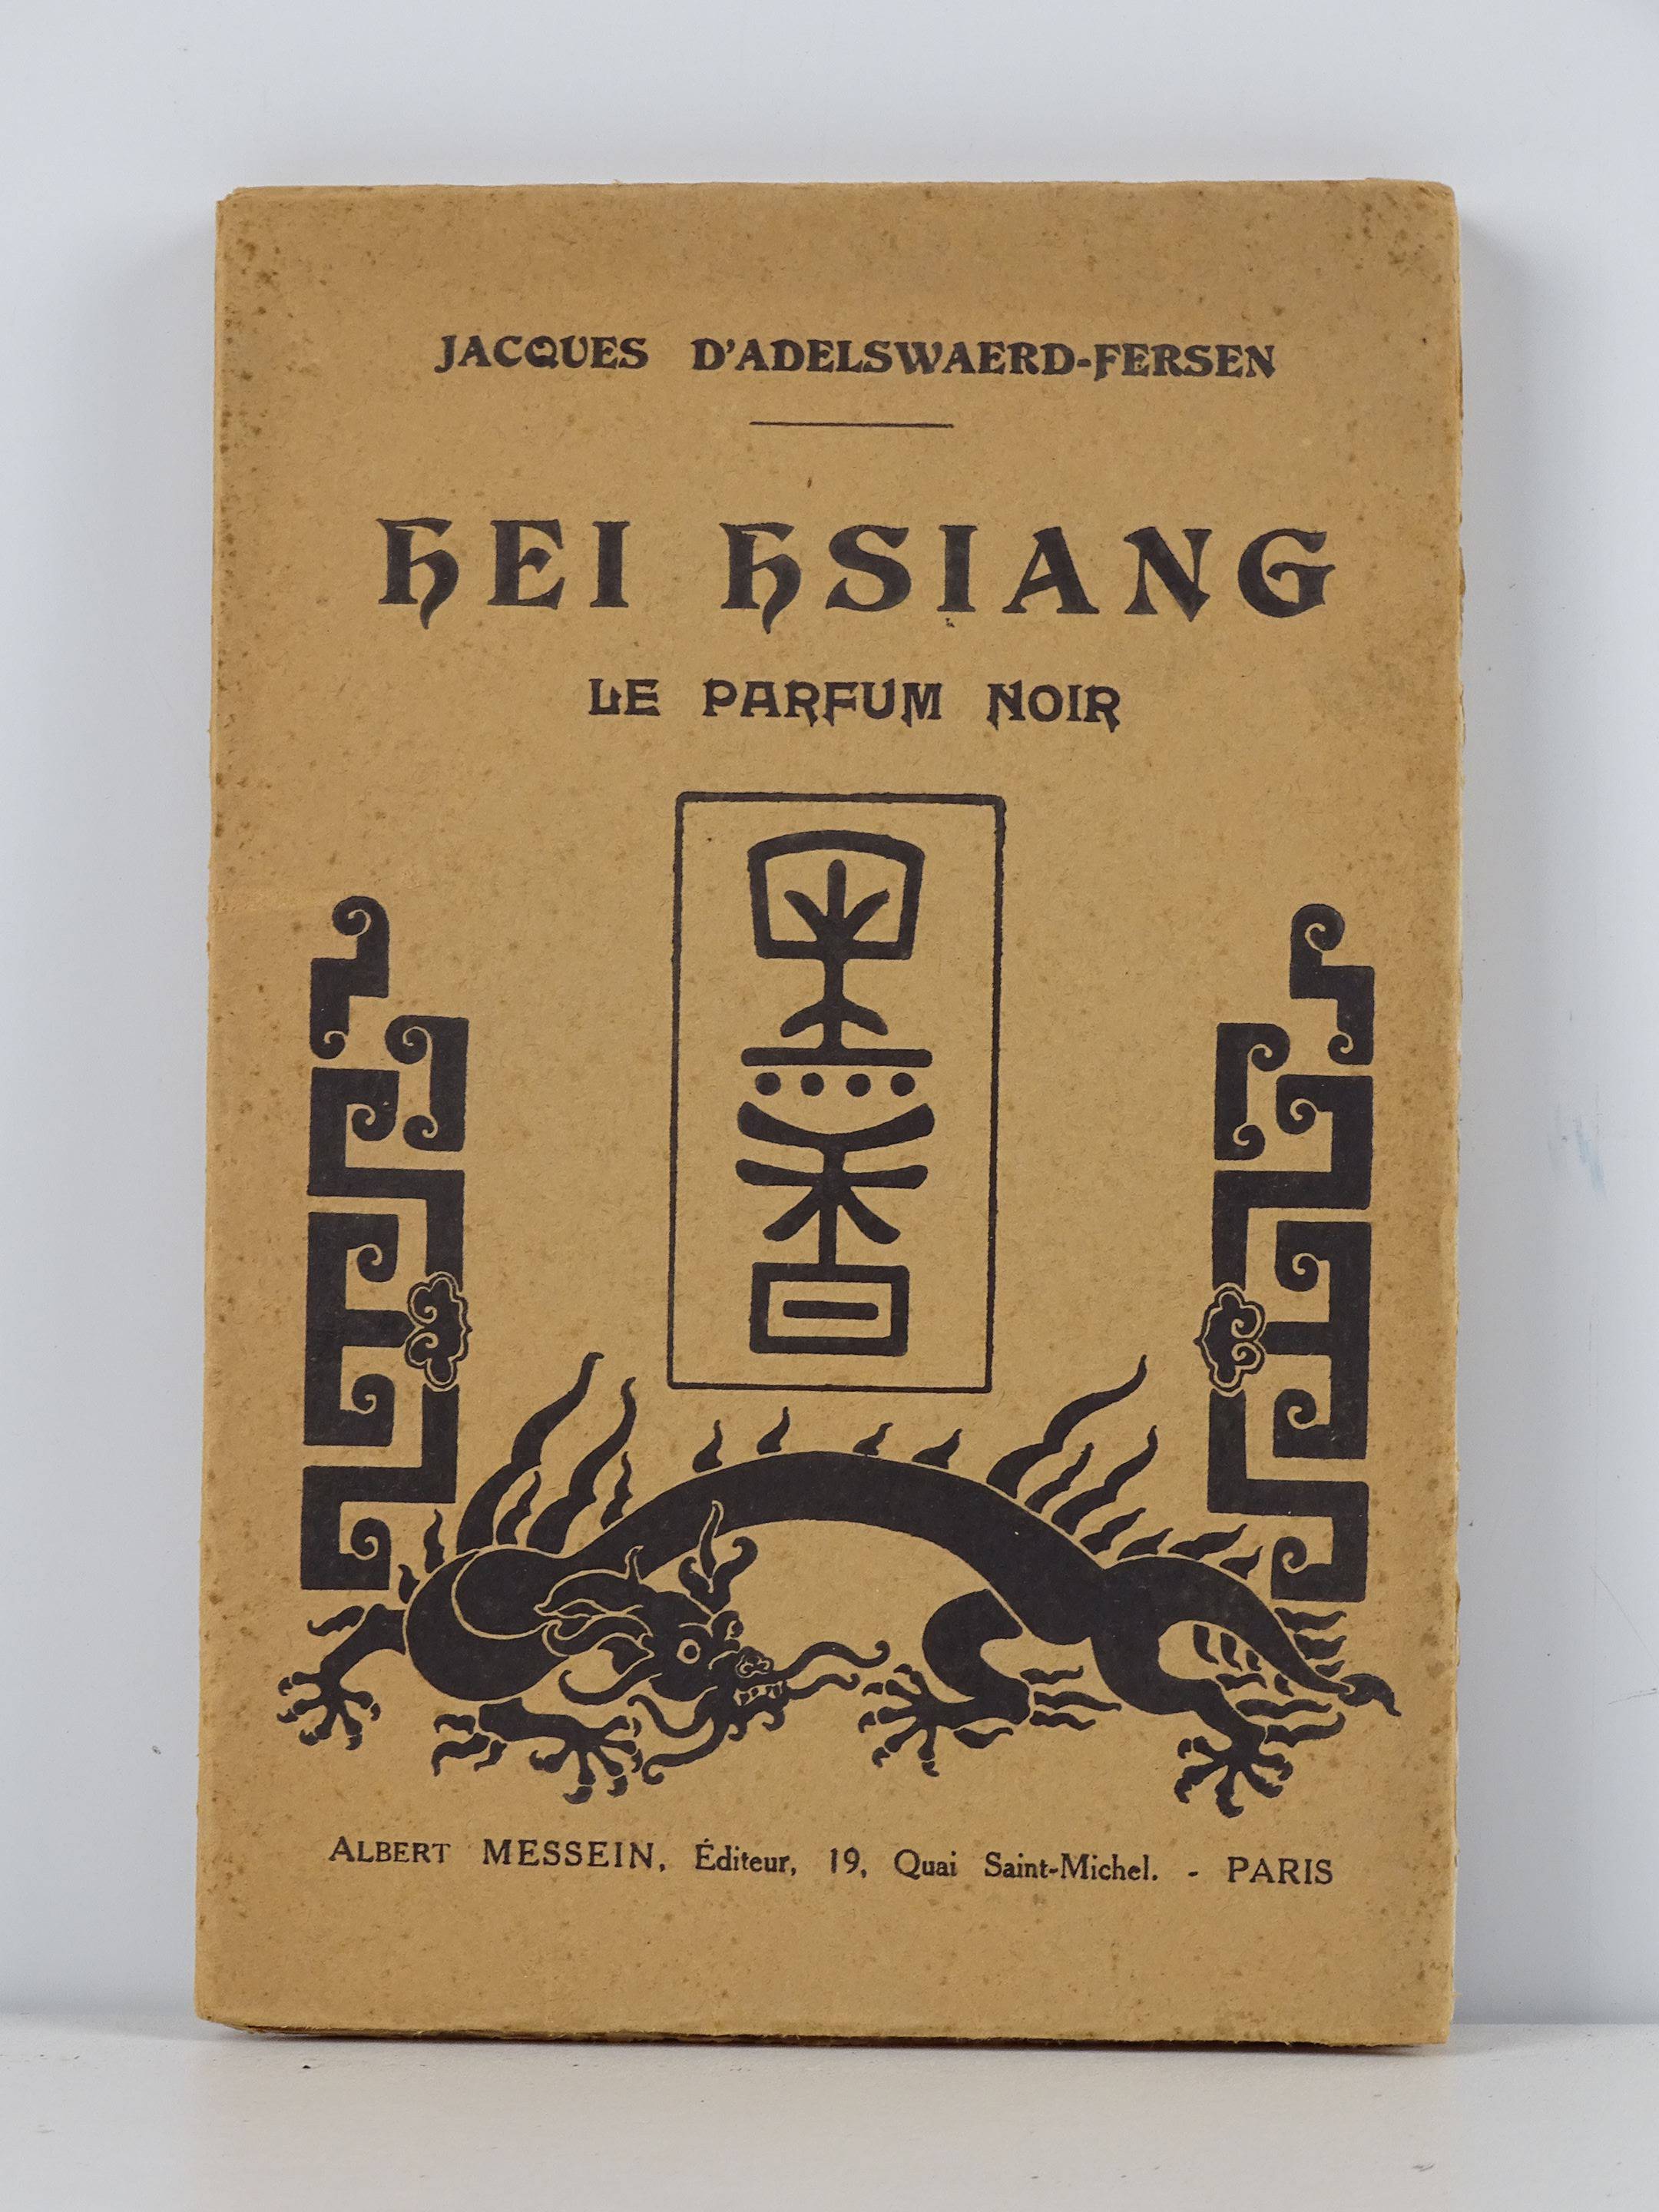 JACQUES D'ADELSWAERD-FERSEN
HEI HSIANG
LE PARFUM NOIR
黑
香
ALBERT MESSEIN, Éditeur, 19, Quai Saint-Michel. - PARIS